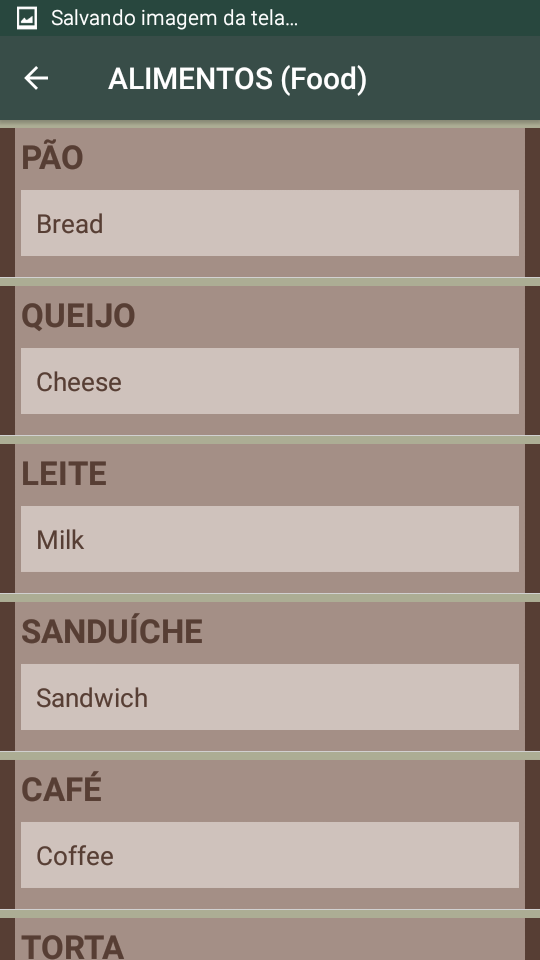 Salvando imagem da tela...
ALIMENTOS (Food)
PÃO
Bread
QUEIJO
Cheese
LEITE
Milk
SANDUÍCHE
Sandwich
CAFÉ
Coffee
TORTA